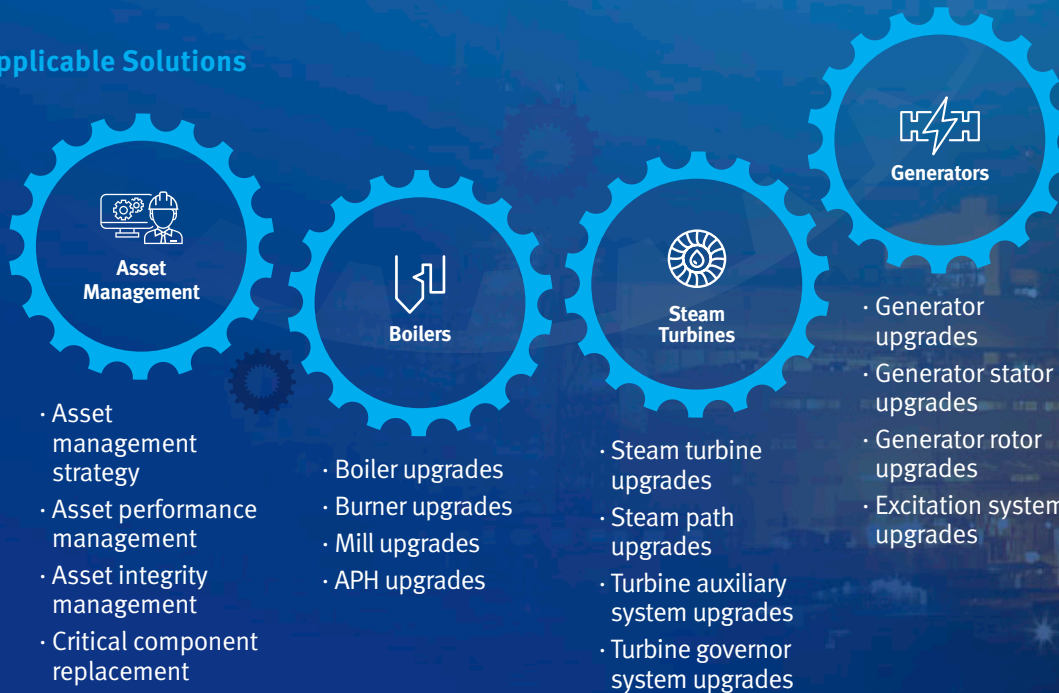 pplicable Solutions
Asset
Management
· Asset
management
strategy
· Asset performance
management
· Asset integrity
management
· Critical component
replacement
Boilers
· Boiler upgrades
· Burner upgrades
· Mill upgrades
· APH upgrades
Steam
Turbines
· Steam turbine
upgrades
· Steam path
upgrades
· Turbine auxiliary
system upgrades
· Turbine governor
system upgrades
Generators
· Generator
upgrades
· Generator stator
upgrades
· Generator rotor
upgrades
· Excitation system
upgrades